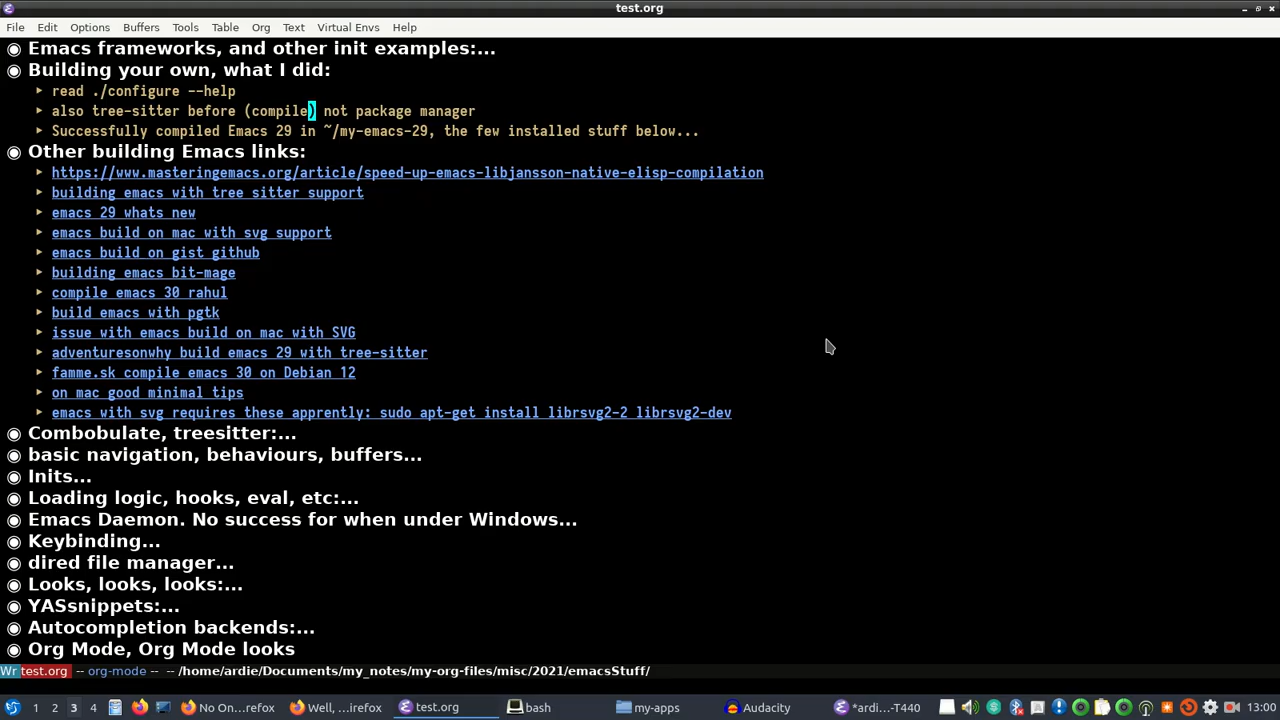 test.org
File Edit Options Buffers Tools Table Org Text Virtual Envs Help
Emacs frameworks, and other init examples:...
Building your own, what I did:
read ./configure --help
also tree-sitter before (compile) not package manager
Successfully compiled Emacs 29 in ~/my-emacs-29, the few installed stuff below...
Other building Emacs links:
https://www.masteringemacs.org/article/speed-up-emacs-libjansson-native-elisp-compilation
building emacs with tree sitter support
emacs 29 whats new
emacs build on mac with svg support
emacs build on gist github
building emacs bit-mage
compile emacs 30 rahul
build emacs with pgtk
issue with emacs build on mac with SVG
adventuresonwhy build emacs 29 with tree-sitter
famme.sk compile emacs 30 on Debian 12
on mac good minimal tips
emacs with svg requires these apprently: sudo apt-get install librsvg2-2 librsvg2-dev
Combobulate, treesitter:...
basic navigation, behaviours, buffers...
Inits...
Loading logic, hooks, eval, etc:...
Emacs Daemon. No success for when under Windows...
Keybinding...
dired file manager...
Looks, looks, looks:...
YASsnippets:...
Autocompletion backends:...
Org Mode, Org Mode looks
Wr test.org -- org-mode -- -- /home/ardie/Documents/my_notes/my-org-files/misc/2021/emacsStuff/
1 2 3 4 No On...refox Well, ...irefox test.org bash my-apps Audacity *ardi...-T440 13:00